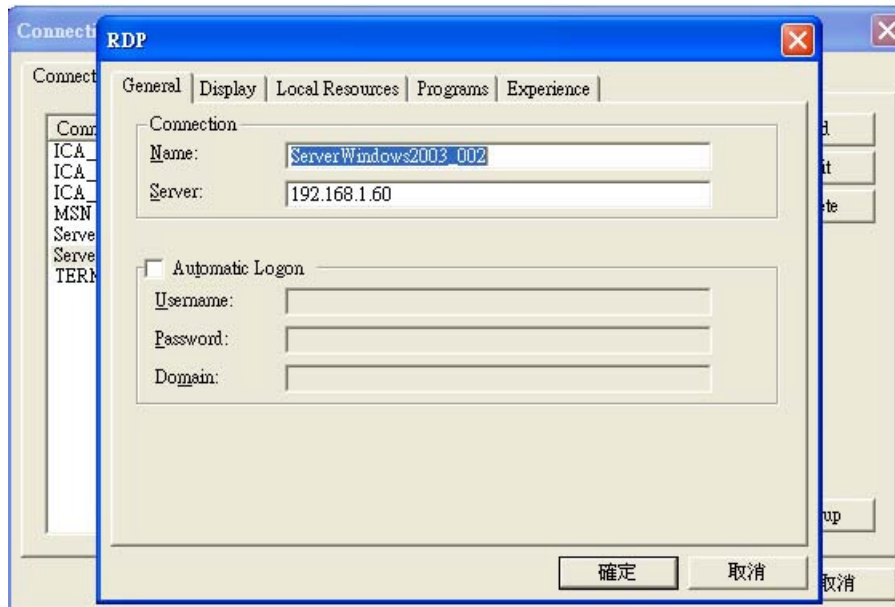 Connecti
RDP
Connect
General Display Local Resources Programs Experience
Conn
ICA_
ICA_
ICA_
MSN
Serve
Serve
TERM
Connection
Name: ServerWindows2003_002
Server: 192.168.1.60
Automatic Logon
Username:
Password:
Domain:
d
it
ete
up
確定 取消
取消